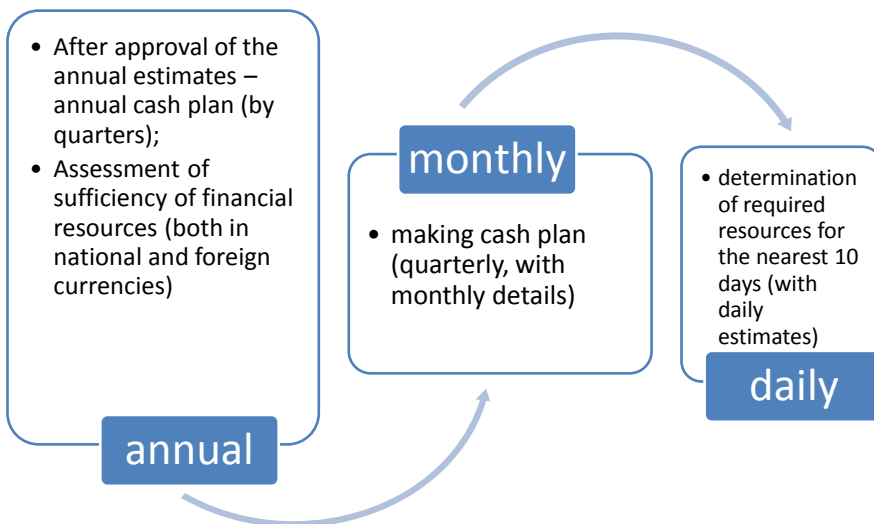 • After approval of the
annual estimates –
annual cash plan (by
quarters);
• Assessment of
sufficiency of financial
resources (both in
national and foreign
currencies)
annual
monthly
• making cash plan
(quarterly, with
monthly details)
• determination
of required
resources for
the nearest 10
days (with
daily
estimates)
daily